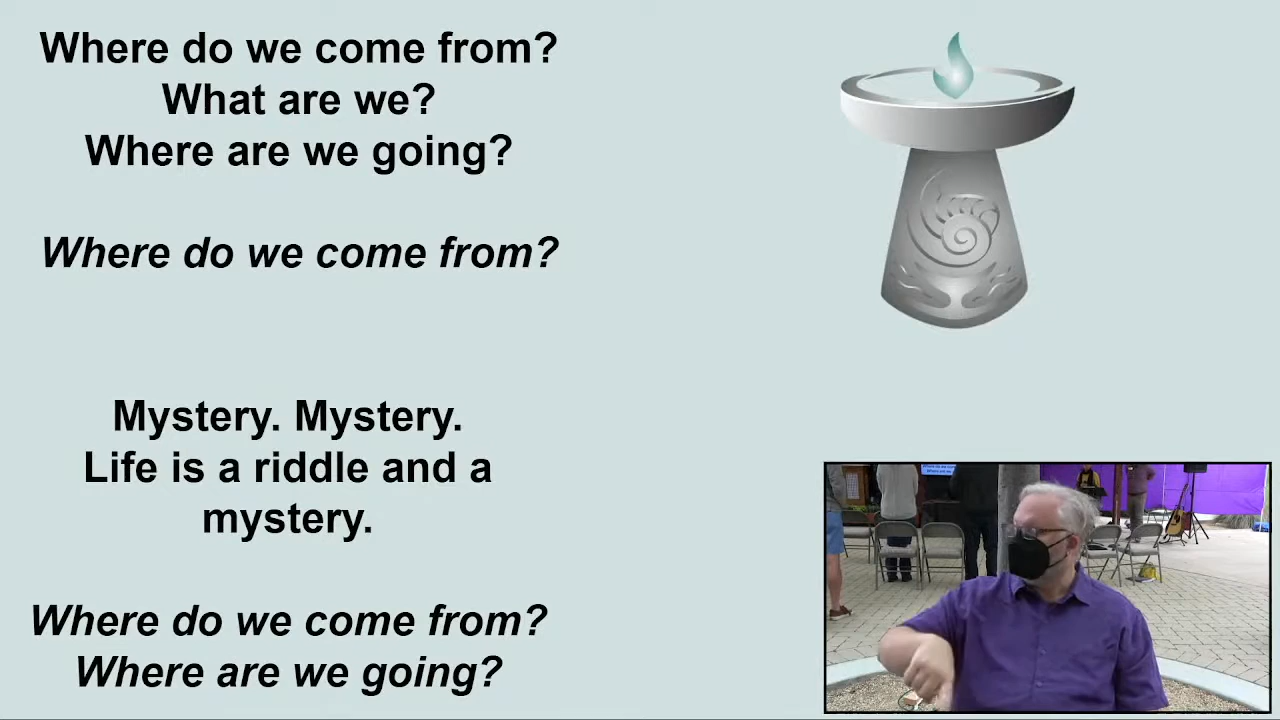 Where do we come from?
What are we?
Where are we going?
Where do we come from?
Mystery. Mystery.
Life is a riddle and a
mystery.
Where do we come from?
Where are we going?